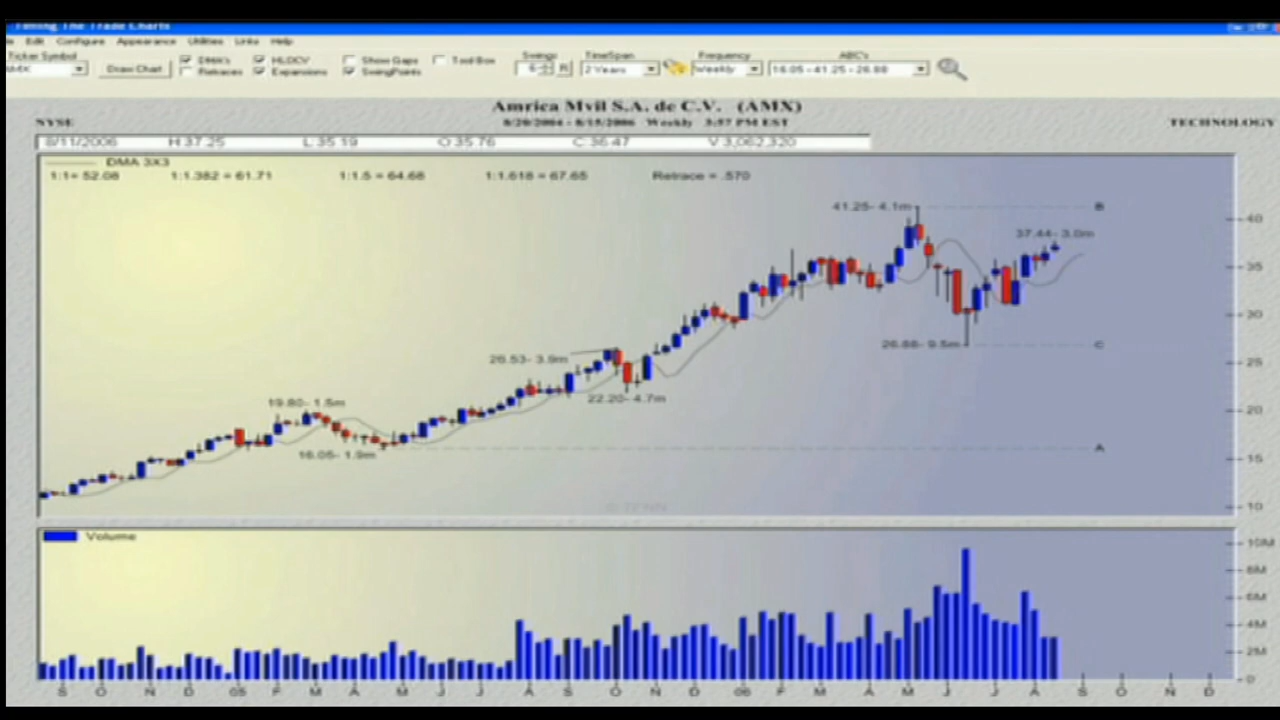 Timing The Trade Charts
Edit Configure Appearance Utilities Links Help
Ticker Symbol
AMX
Draw Chart
DMA's
HLOCV
Show Gaps
Tool Box
Retraces
Expansions
SwingPoints
Swings
6
R
TimeSpan
2 Years
Frequency
Weekly
ABC's
16.05 - 41.25 - 26.88
Amrica Mvil S.A. de C.V. (AMX)
NYSE
8/20/2004 - 8/15/2006 Weekly 3:57 PM EST
TECHNOLOGY
8/11/2006 H 37.25 L 35.19 O 35.76 C 36.47 V 3,062,320
DMA 3X3
1:1= 52.08 1:1.382 = 61.71 1:1.5 = 64.68 1:1.618 = 67.65 Retrace = .570
41.25- 4.1m
B
40
37.44- 3.0m
35
30
26.88- 9.5m
C
26.53- 3.9m
25
22.20- 4.7m
19.80- 1.5m
20
16.05- 1.9m
A
15
10
Volume
10M
8M
6M
4M
2M
0
S O N D 05 F M A M J J A S O N D 06 F M A M J J A S O N D